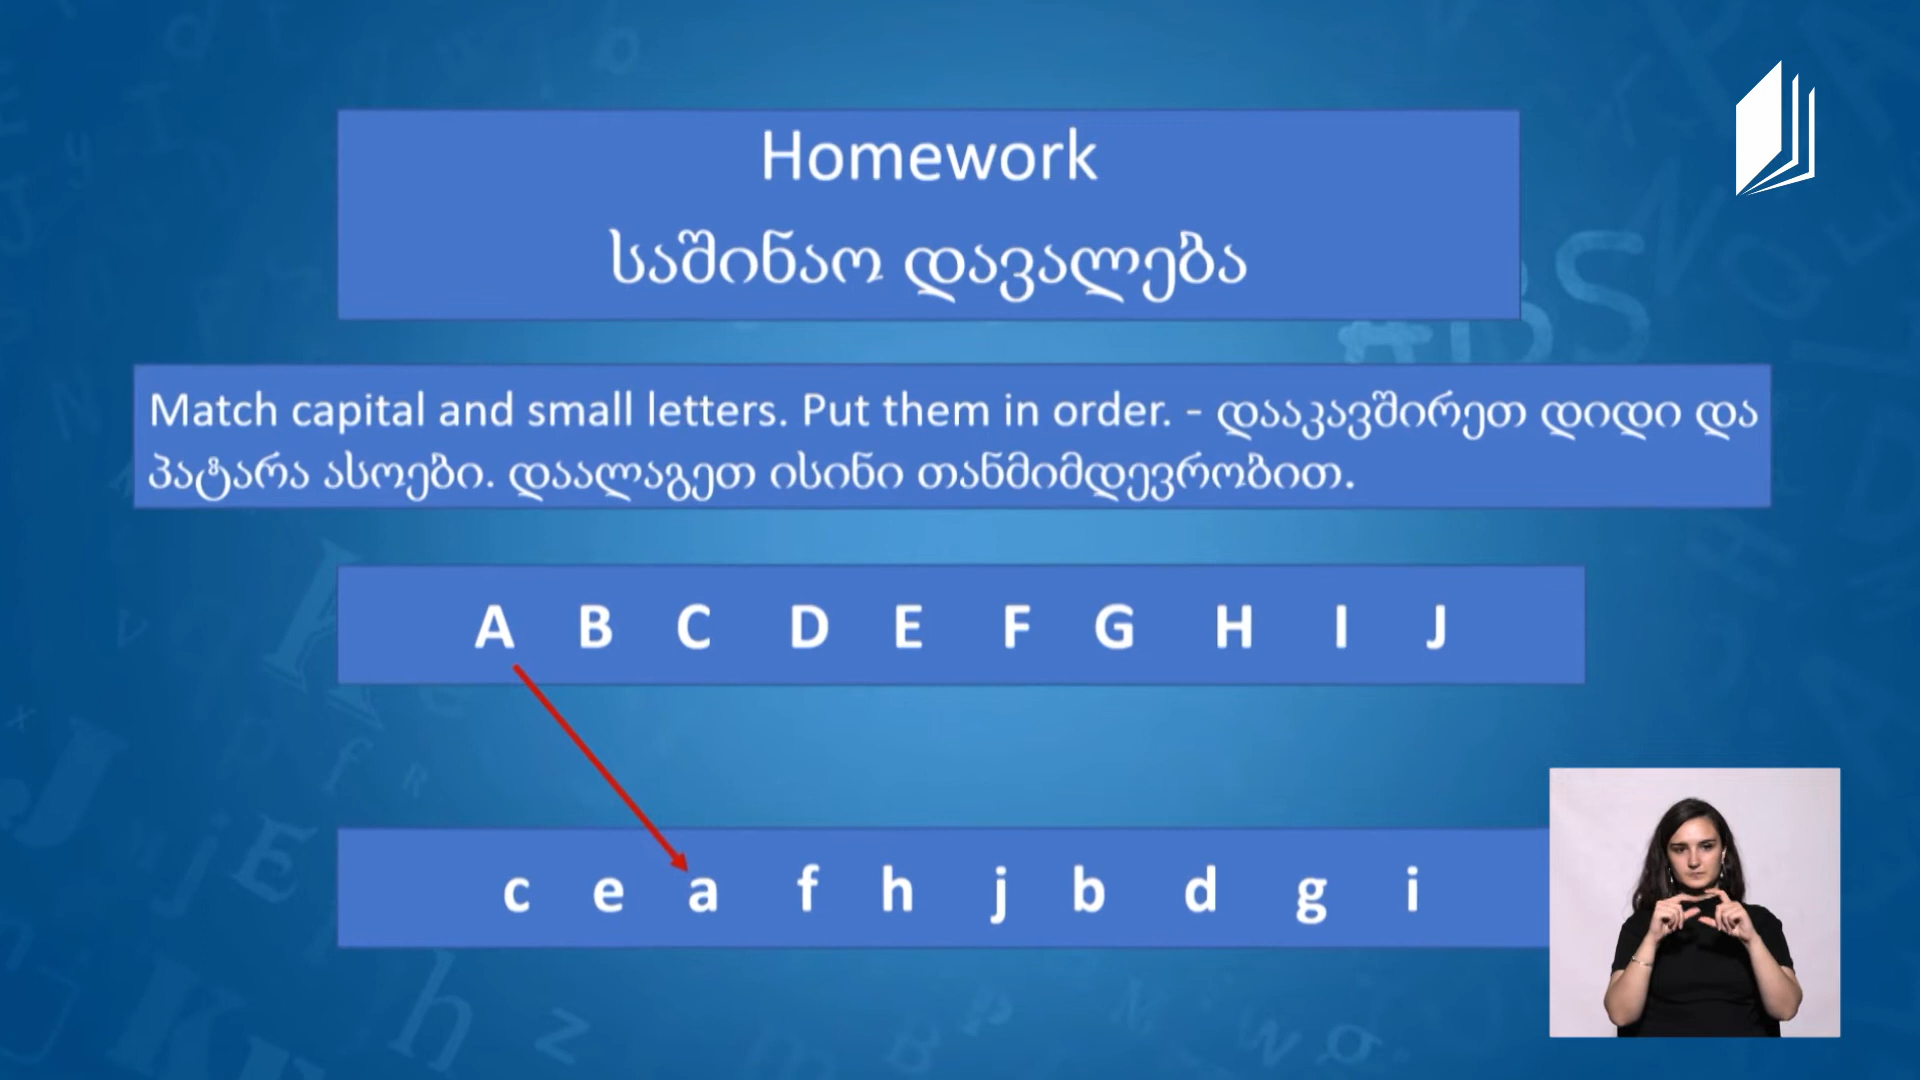 Homework
საშინაო დავალება
Match capital and small letters. Put them in order. - დააკავშირეთ დიდი და
პატარა ასოები. დაალაგეთ ისინი თანმიმდევრობით.
A B C D E F G H I J
c e a f h j b d g i